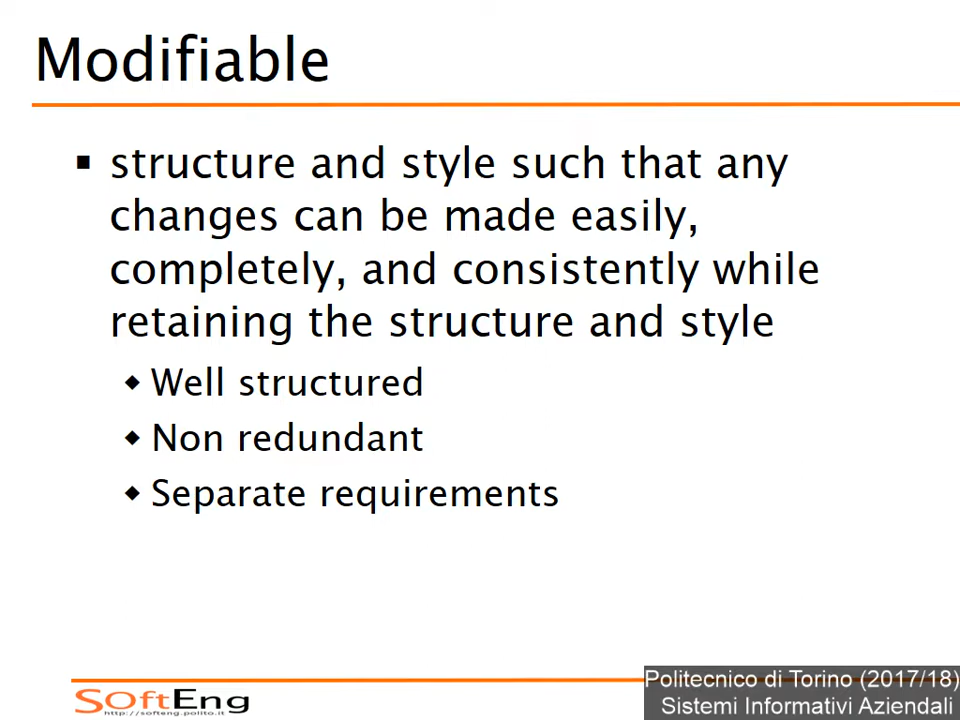 Modifiable
▪ structure and style such that any
changes can be made easily,
completely, and consistently while
retaining the structure and style
◆ Well structured
◆ Non redundant
◆ Separate requirements
SOftEng
http://softeng.polito.it
Politecnico di Torino (2017/18)
Sistemi Informativi Aziendali